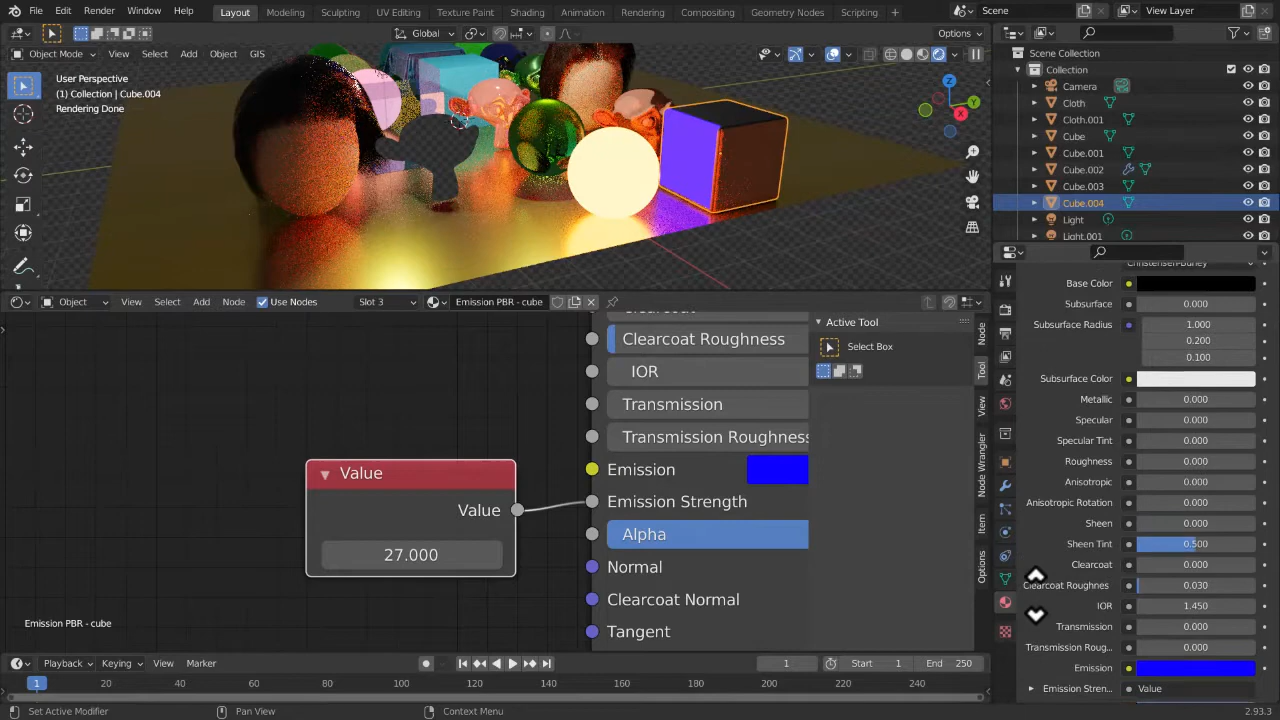 File Edit Render Window Help Layout Modeling Sculpting UV Editing Texture Paint Shading Animation Rendering Compositing Geometry Nodes Scripting + Scene View Layer
Global Options
Object Mode View Select Add Object GIS
User Perspective
(1) Collection | Cube.004
Rendering Done
Z
Y
X
Scene Collection
Collection
Camera
Cloth
Cloth.001
Cube
Cube.001
Cube.002
Cube.003
Cube.004
Light
Light.001
Object View Select Add Node Use Nodes Slot 3 Emission PBR - cube
Clearcoat Roughness
IOR
Transmission
Transmission Roughness
Emission
Emission Strength
Alpha
Normal
Clearcoat Normal
Tangent
Value
Value
27.000
Emission PBR - cube
Active Tool
Select Box
Node
Tool
View
Node Wrangler
Item
Options
Christensen-Burley
Base Color
Subsurface 0.000
Subsurface Radius 1.000
0.200
0.100
Subsurface Color
Metallic 0.000
Specular 0.000
Specular Tint 0.000
Roughness 0.000
Anisotropic 0.000
Anisotropic Rotation 0.000
Sheen 0.000
Sheen Tint 0.500
Clearcoat 0.000
Clearcoat Roughnes 0.030
IOR 1.450
Transmission 0.000
Transmission Roug... 0.000
Emission
Emission Stren... Value
Playback Keying View Marker 1 Start 1 End 250
1 20 40 60 80 100 120 140 160 180 200 220 240
Set Active Modifier Pan View Context Menu 2.93.3